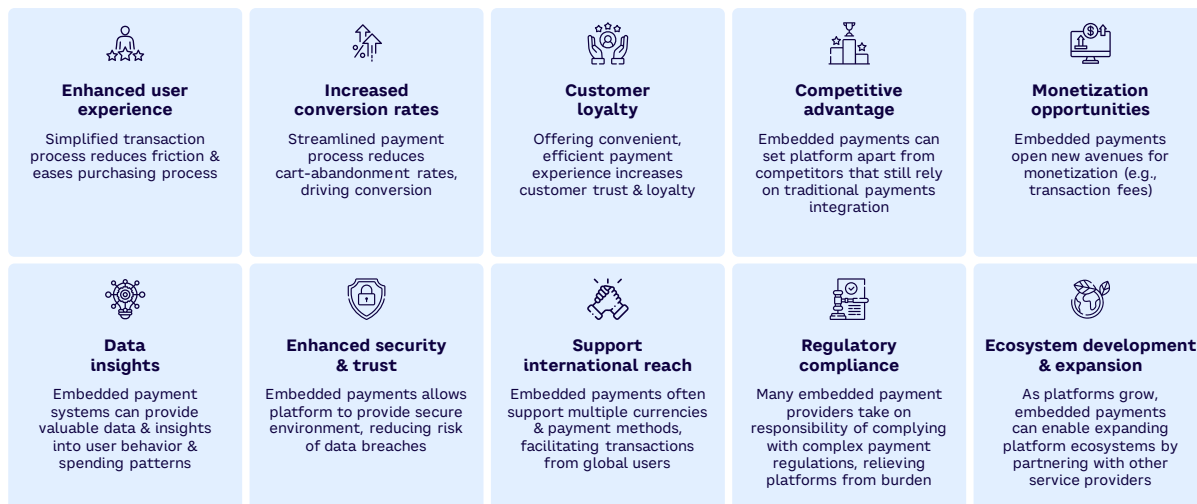 Enhanced user
experience
Simplified transaction
process reduces friction &
eases purchasing process
Increased
conversion rates
Streamlined payment
process reduces
cart-abandonment rates,
driving conversion
Customer
loyalty
Offering convenient,
efficient payment
experience increases
customer trust & loyalty
Competitive
advantage
Embedded payments can
set platform apart from
competitors that still rely
on traditional payments
integration
Monetization
opportunities
Embedded payments
open new avenues for
monetization (e.g.,
transaction fees)
Data
insights
Embedded payment
systems can provide
valuable data & insights
into user behavior &
spending patterns
Enhanced security
& trust
Embedded payments allows
platform to provide secure
environment, reducing risk
of data breaches
Support
international reach
Embedded payments often
support multiple currencies
& payment methods,
facilitating transactions
from global users
Regulatory
compliance
Many embedded payment
providers take on
responsibility of complying
with complex payment
regulations, relieving
platforms from burden
Ecosystem development
& expansion
As platforms grow,
embedded payments
can enable expanding
platform ecosystems by
partnering with other
service providers